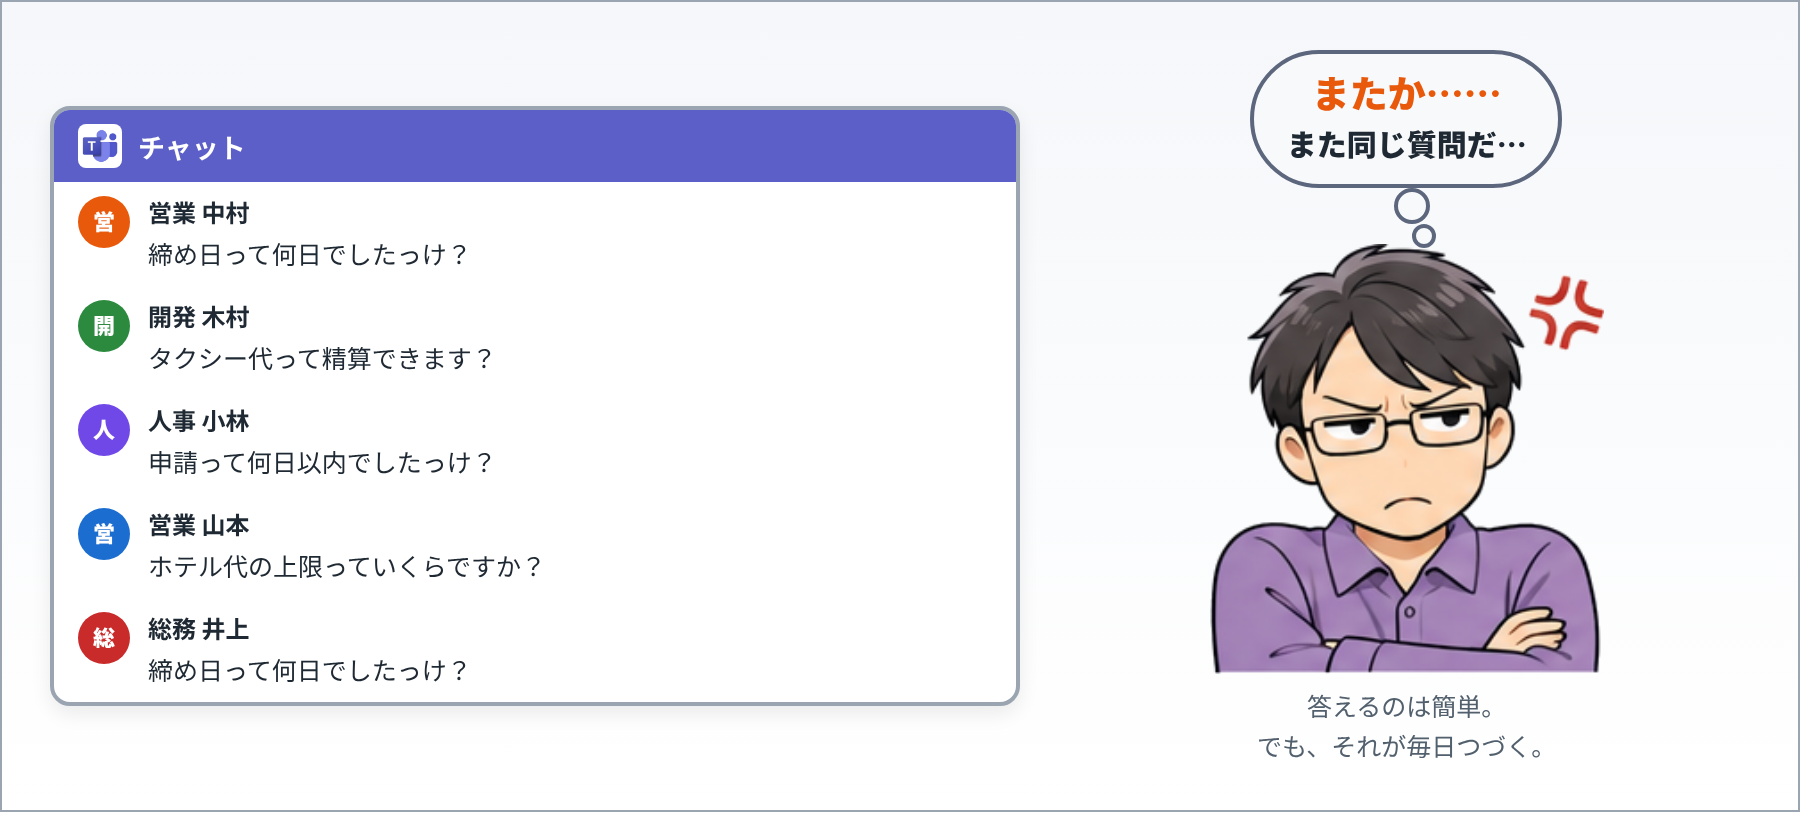 T
チャット
営
営業 中村
締め日って何日でしたっけ？
開
開発 木村
タクシー代って精算できます？
人
人事 小林
申請って何日以内でしたっけ？
営
営業 山本
ホテル代の上限っていくらですか？
総
総務 井上
締め日って何日でしたっけ？
またか……
また同じ質問だ…
答えるのは簡単。
でも、それが毎日つづく。